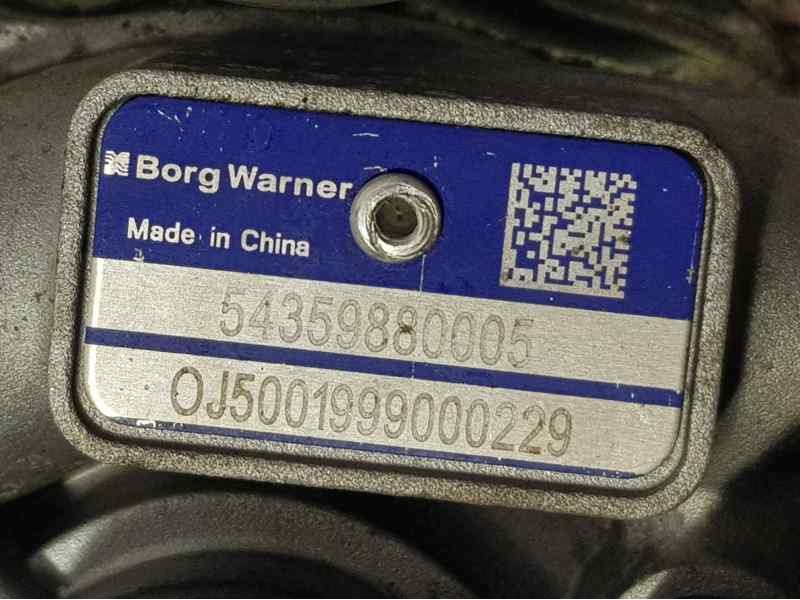 Borg Warner
Made in China
54359880005
OJ5001999000229